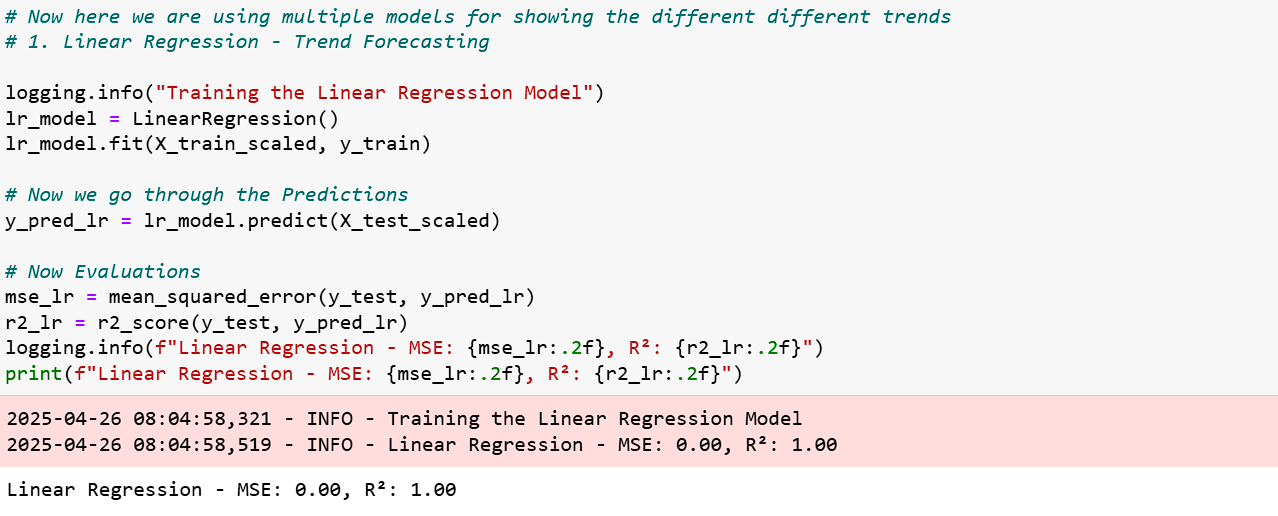 # Now here we are using multiple models for showing the different different trends
# 1. Linear Regression - Trend Forecasting
logging.info("Training the Linear Regression Model")
lr_model = LinearRegression()
lr_model.fit(X_train_scaled, y_train)
# Now we go through the Predictions
y_pred_lr = lr_model.predict(X_test_scaled)
# Now Evaluations
mse_lr = mean_squared_error(y_test, y_pred_lr)
r2_lr = r2_score(y_test, y_pred_lr)
logging.info(f"Linear Regression - MSE: {mse_lr:.2f}, R²: {r2_lr:.2f}")
print(f"Linear Regression - MSE: {mse_lr:.2f}, R²: {r2_lr:.2f}")
2025-04-26 08:04:58,321 - INFO - Training the Linear Regression Model
2025-04-26 08:04:58,519 - INFO - Linear Regression - MSE: 0.00, R²: 1.00
Linear Regression - MSE: 0.00, R²: 1.00